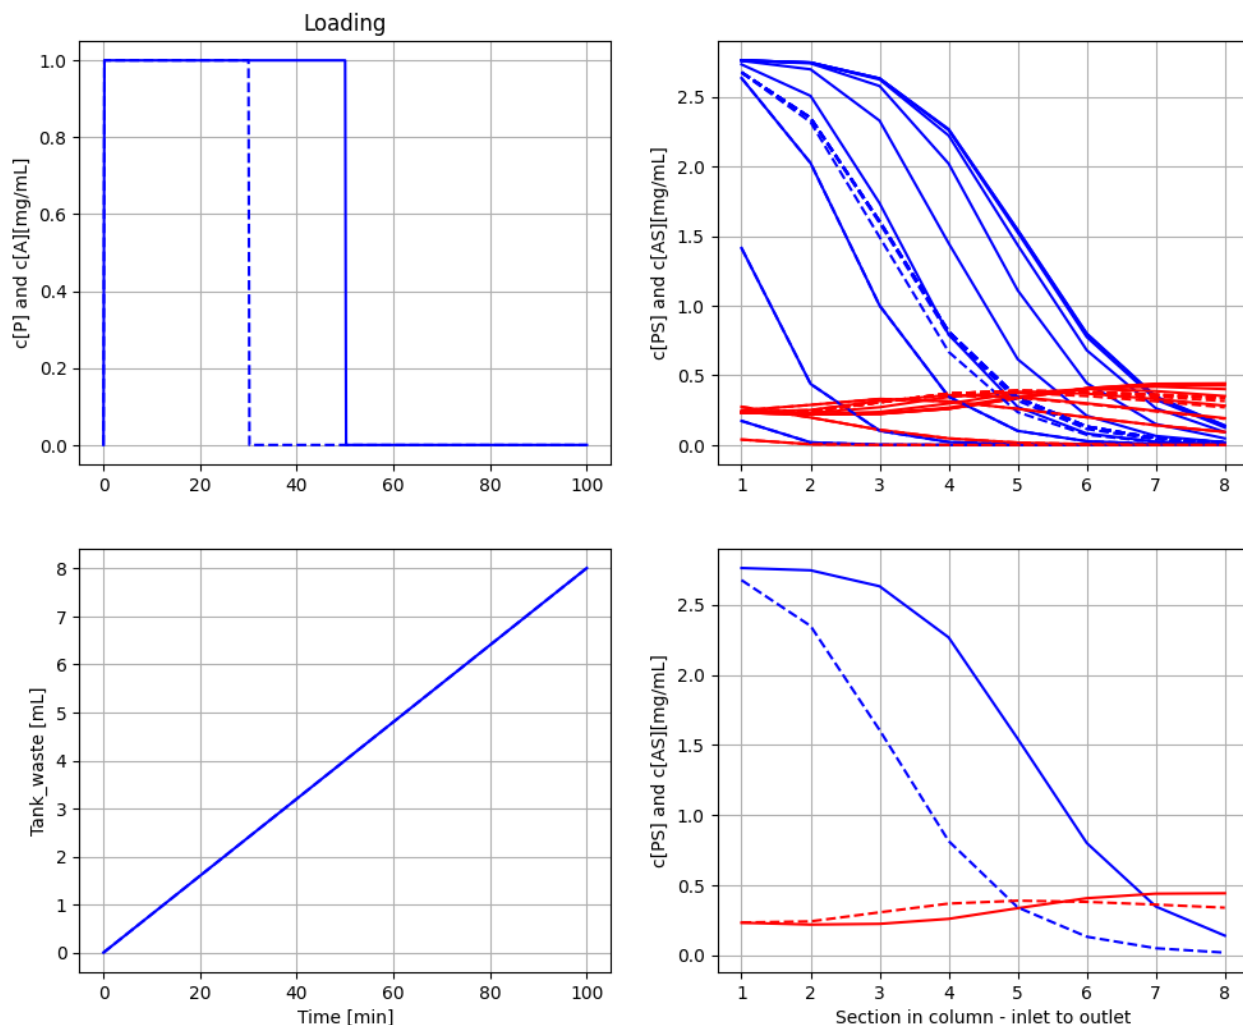 Loading
c[P] and c[A][mg/mL]
1.0
0.8
0.6
0.4
0.2
0.0
0 20 40 60 80 100
c[PS] and c[AS][mg/mL]
2.5
2.0
1.5
1.0
0.5
0.0
1 2 3 4 5 6 7 8
Tank_waste [mL]
8
7
6
5
4
3
2
1
0
0 20 40 60 80 100
Time [min]
c[PS] and c[AS][mg/mL]
2.5
2.0
1.5
1.0
0.5
0.0
1 2 3 4 5 6 7 8
Section in column - inlet to outlet